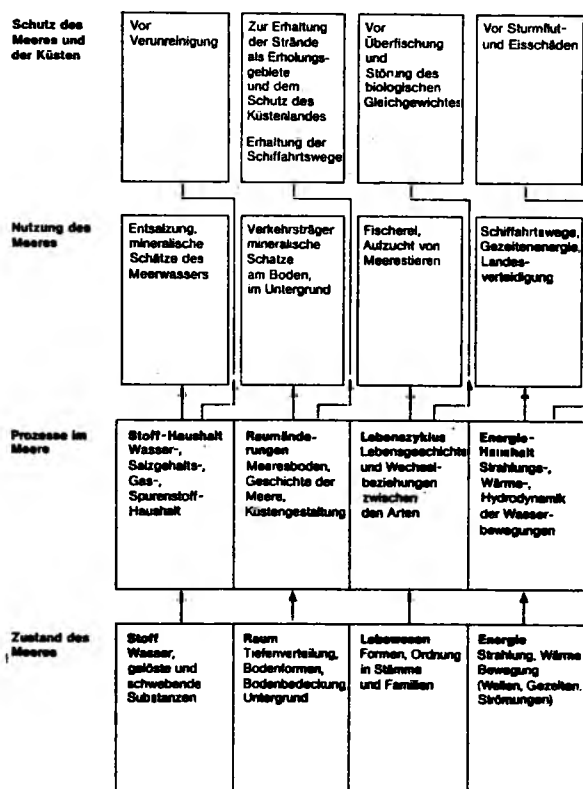 Schutz des
Meeres und
der Küsten
Vor
Verunreinigung
Zur Erhaltung
der Strände
als Erholungs-
gebiete
und dem
Schutz des
Küstenlandes
Erhaltung der
Schiffahrtswege
Vor
Überfischung
und
Störung des
biologischen
Gleichgewichtes
Vor Sturmflut-
und Eisschäden
Nutzung des
Meeres
Entsalzung,
mineralische
Schätze des
Meerwassers
Verkehrsträger
mineralische
Schätze
am Boden,
im Untergrund
Fischerei,
Aufzucht von
Meerestieren
Schiffahrtswege,
Gezeitenenergie,
Landes-
verteidigung
Prozesse im
Meere
Stoff-Haushalt
Wasser-,
Salzgehalts-,
Gas-,
Spurenstoff-
Haushalt
Raumände-
rungen
Meeresboden,
Geschichte der
Meere,
Küstengestaltung
Lebenszyklus
Lebensgeschichte
und Wechsel-
beziehungen
zwischen
den Arten
Energie-
Haushalt
Strahlungs-,
Wärme-,
Hydrodynamik
der Wasser-
bewegungen
Zustand des
Meeres
Stoff
Wasser,
gelöste und
schwebende
Substanzen
Raum
Tiefenverteilung,
Bodenformen,
Bodenbedeckung,
Untergrund
Lebewesen
Formen, Ordnung
in Stämme
und Familien
Energie
Strahlung, Wärme
Bewegung
(Wellen, Gezeiten,
Strömungen)